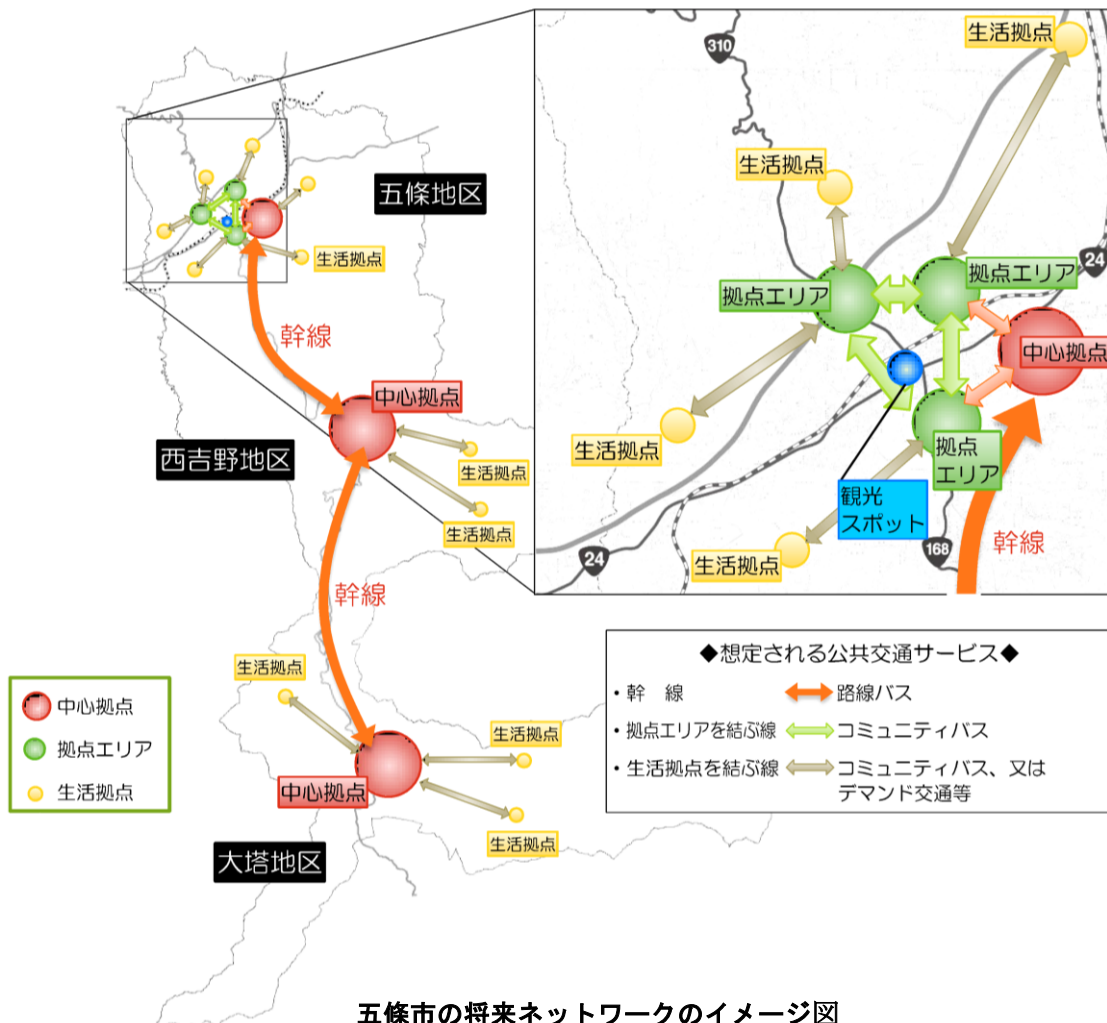 五條地区
生活拠点
幹線
中心拠点
西吉野地区
生活拠点
生活拠点
幹線
生活拠点
生活拠点
中心拠点
生活拠点
大塔地区
中心拠点
拠点エリア
生活拠点
310
生活拠点
生活拠点
24
拠点エリア
拠点エリア
中心拠点
生活拠点
拠点
エリア
観光
スポット
168
幹線
24
生活拠点
◆想定される公共交通サービス◆
・幹 線 路線バス
・拠点エリアを結ぶ線 コミュニティバス
・生活拠点を結ぶ線 コミュニティバス、又は
デマンド交通等
五條市の将来ネットワークのイメージ図